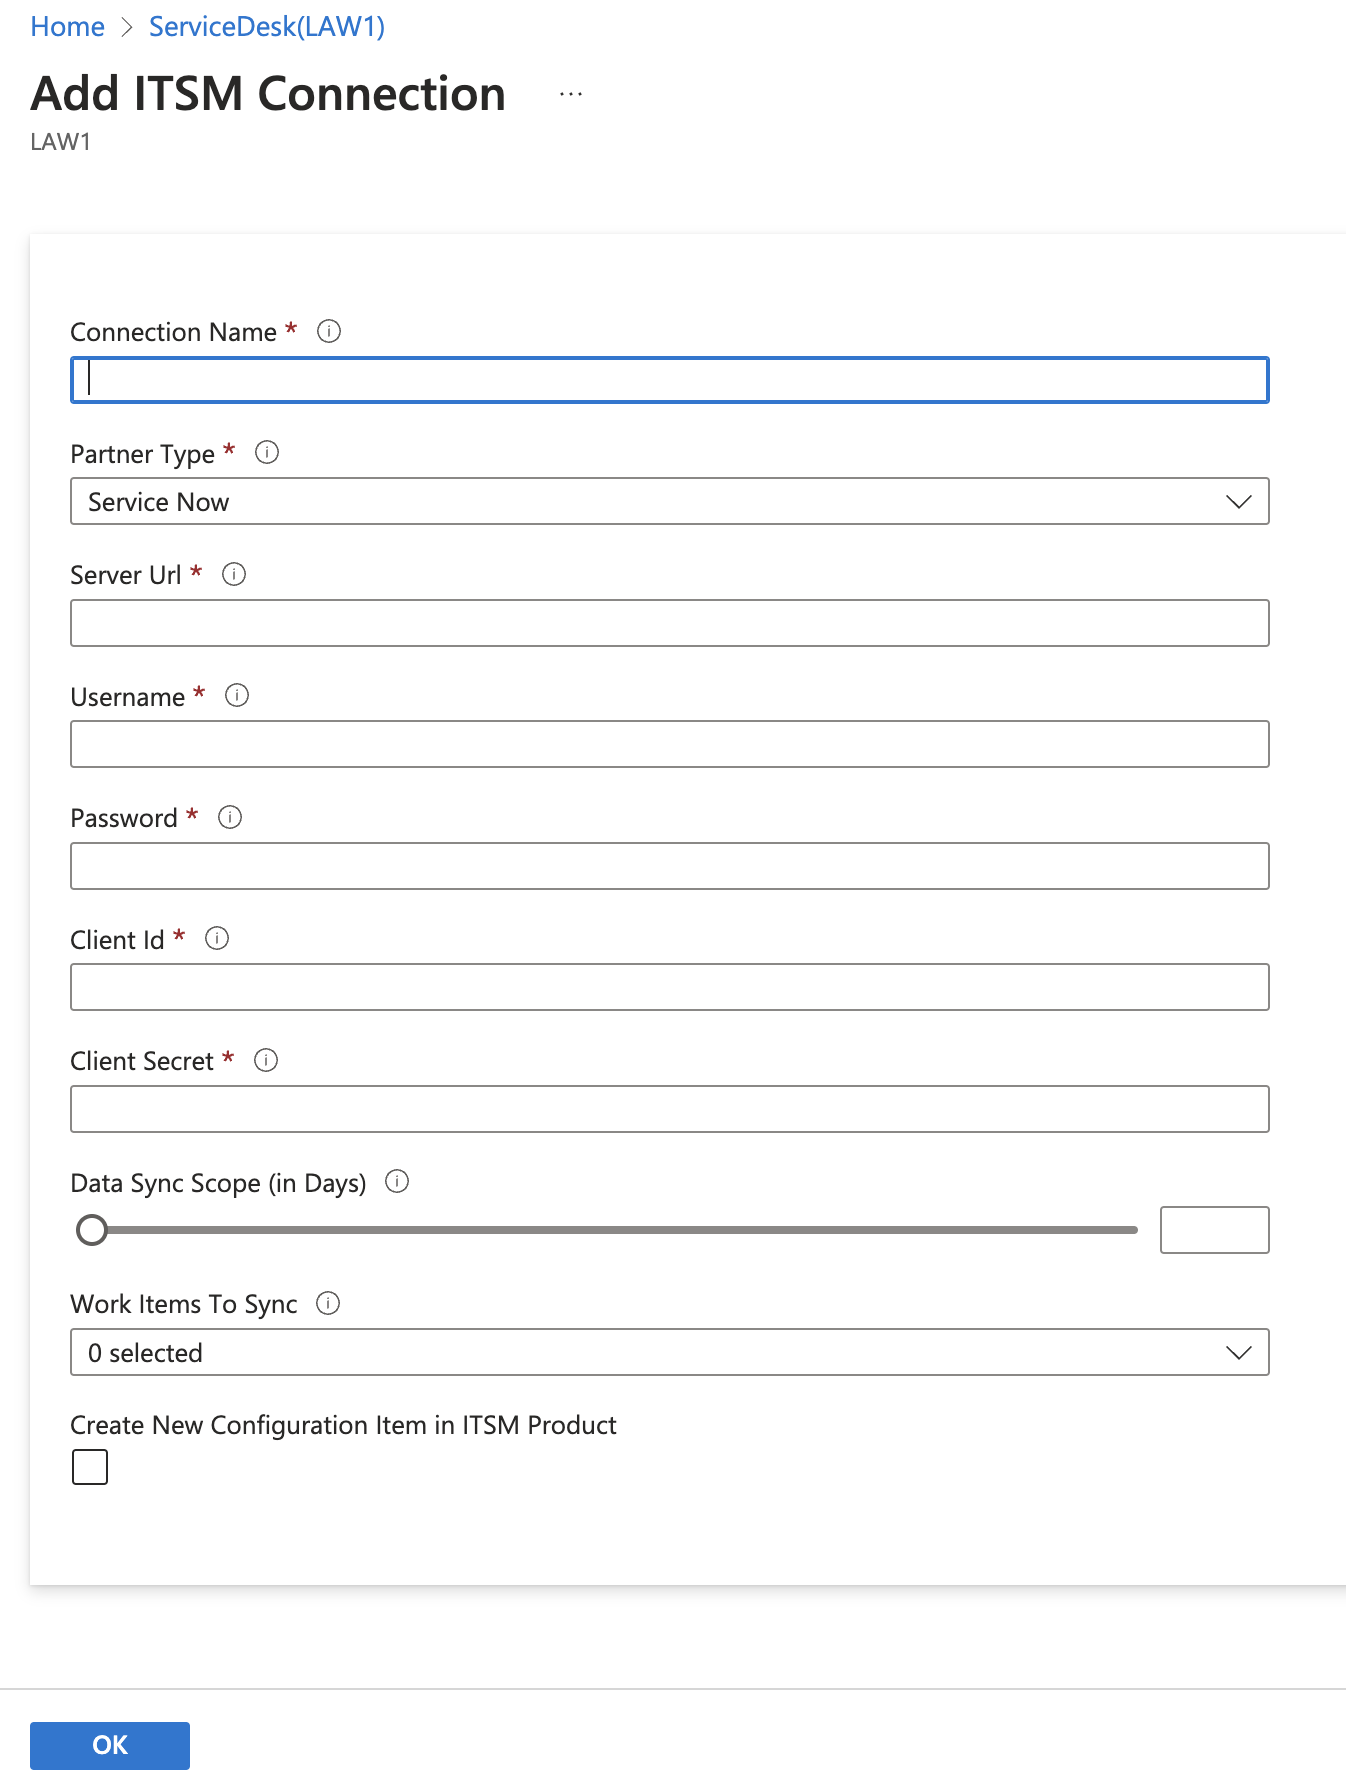 Home > ServiceDesk(LAW1)
Add ITSM Connection ...
LAW1
Connection Name *
Partner Type *
Service Now
Server Url *
Username *
Password *
Client Id *
Client Secret *
Data Sync Scope (in Days)
Work Items To Sync
0 selected
Create New Configuration Item in ITSM Product
OK